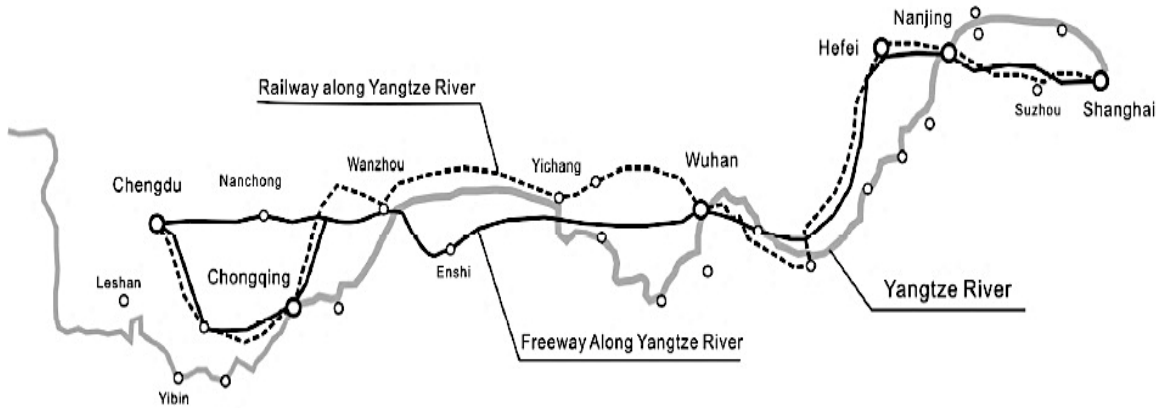 Nanjing
Hefei
Railway along Yangtze River
Suzhou
Shanghai
Wanzhou
Yichang
Wuhan
Chengdu
Nanchong
Enshi
Leshan
Chongqing
Yangtze River
Freeway Along Yangtze River
Yibin